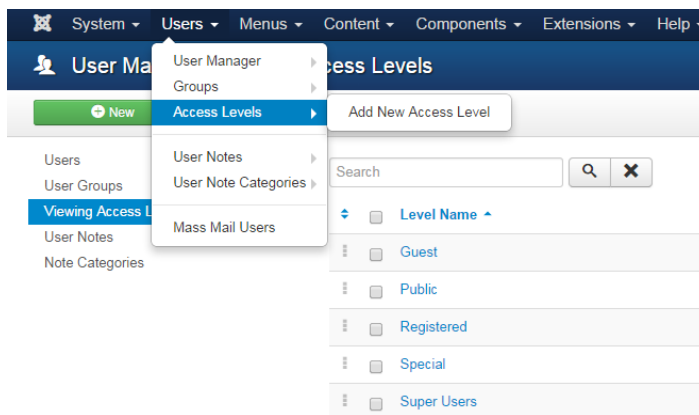 System Users Menus Content Components Extensions Help
User Ma cess Levels
New
Users
User Groups
Viewing Access L
User Notes
Note Categories
User Manager
Groups
Access Levels
User Notes
User Note Categories
Mass Mail Users
Add New Access Level
Search
Level Name
Guest
Public
Registered
Special
Super Users